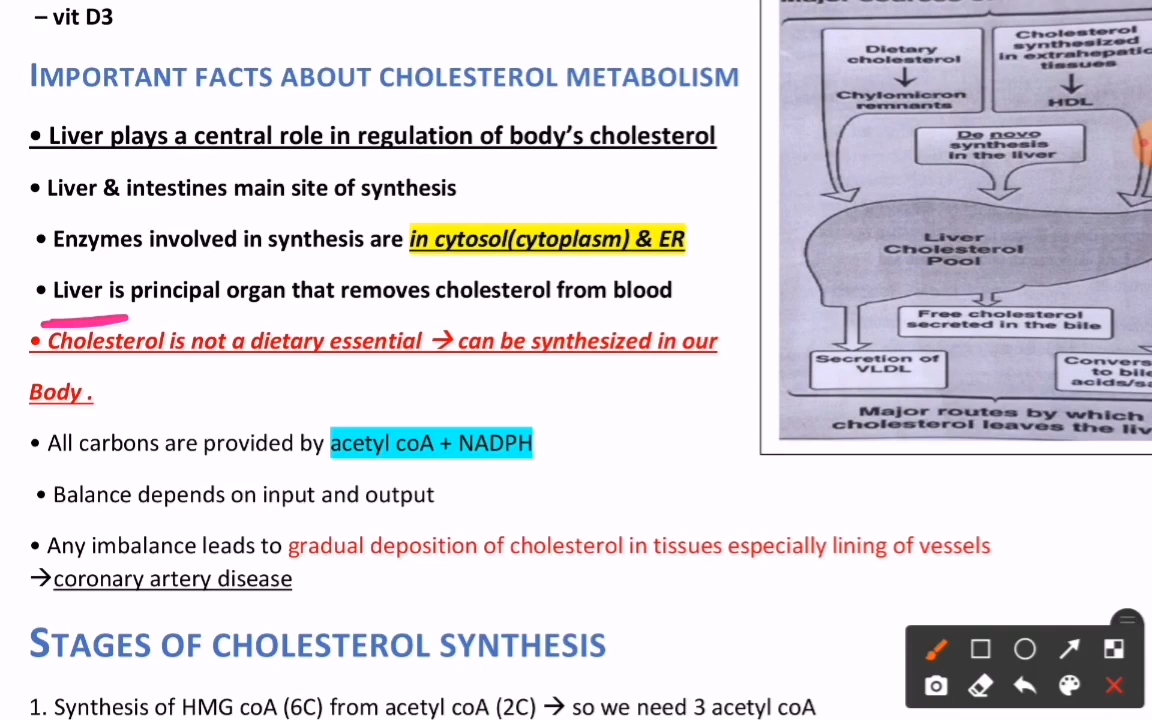 – vit D3
IMPORTANT FACTS ABOUT CHOLESTEROL METABOLISM
• Liver plays a central role in regulation of body’s cholesterol
• Liver & intestines main site of synthesis
• Enzymes involved in synthesis are in cytosol(cytoplasm) & ER
• Liver is principal organ that removes cholesterol from blood
• Cholesterol is not a dietary essential → can be synthesized in our
Body .
• All carbons are provided by acetyl coA + NADPH
• Balance depends on input and output
• Any imbalance leads to gradual deposition of cholesterol in tissues especially lining of vessels
→coronary artery disease
STAGES OF CHOLESTEROL SYNTHESIS
1. Synthesis of HMG coA (6C) from acetyl coA (2C) → so we need 3 acetyl coA
Dietary
cholesterol
Chylomicron
remnants
Cholesterol
synthesized
in extrahepatic
tissues
HDL
De novo
synthesis
in the liver
Liver
Cholesterol
Pool
Free cholesterol
secreted in the bile
Secretion of
VLDL
to bile
Major routes by which
cholesterol leaves the